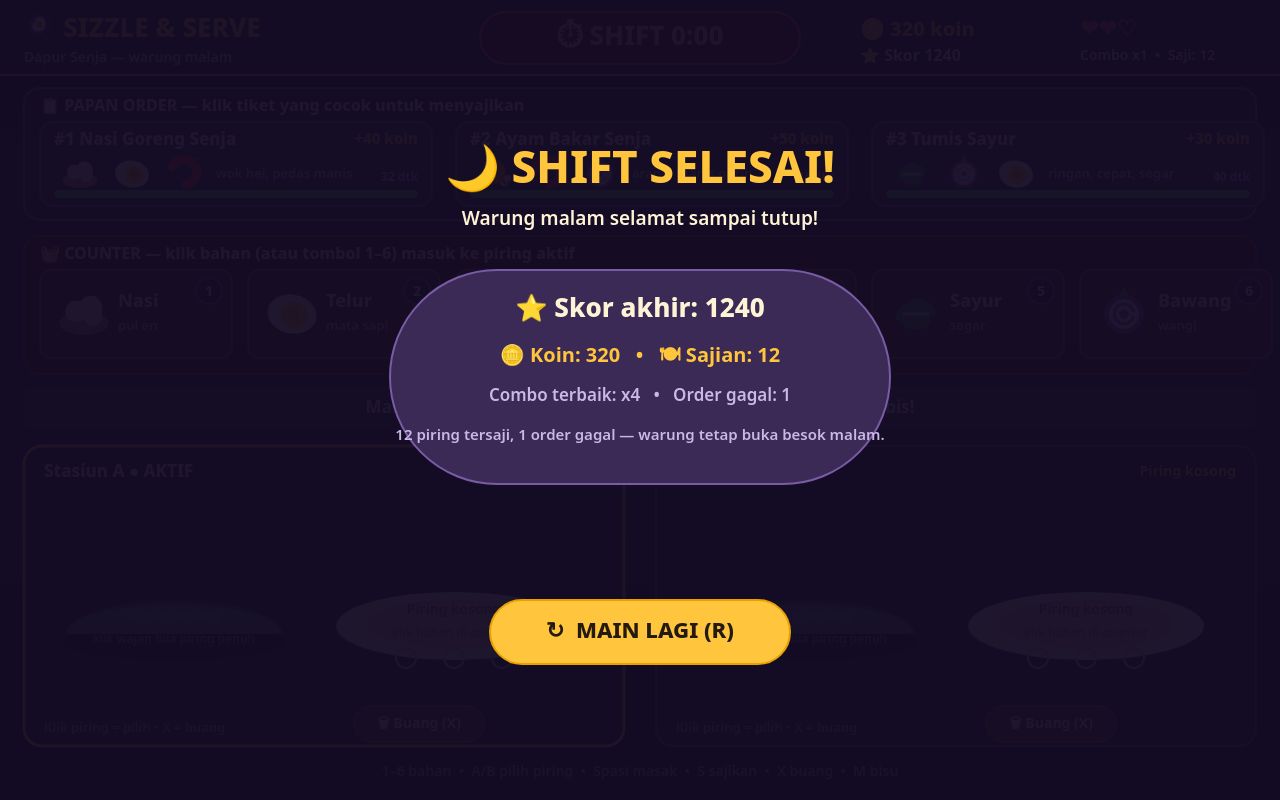 SIZZLE & SERVE
Dapur Senja — warung malam
⏱ SHIFT 0:00
320 koin
⭐ Skor 1240
❤❤♡
Combo x1 • Saji: 12
📋 PAPAN ORDER — klik tiket yang cocok untuk menyajikan
#1 Nasi Goreng Senja
+40 koin
wok hei, pedas manis
32 dtk
#2 Ayam Bakar Senja
+50 koin
#3 Tumis Sayur
+30 koin
ringan, cepat, segar
40 dtk
🌙 SHIFT SELESAI!
Warung malam selamat sampai tutup!
COUNTER — klik bahan (atau tombol 1–6) masuk ke piring aktif
Nasi
pulen
1
Telur
mata sapi
2
Sayur
segar
5
Bawang
wangi
6
⭐ Skor akhir: 1240
🪙 Koin: 320 • 🍽 Sajian: 12
Combo terbaik: x4 • Order gagal: 1
12 piring tersaji, 1 order gagal — warung tetap buka besok malam.
Stasiun A ● AKTIF
Piring kosong
Piring kosong
Piring kosong
↻ MAIN LAGI (R)
Klik piring = pilih • X = buang
🗑 Buang (X)
Klik piring = pilih • X = buang
🗑 Buang (X)
1–6 bahan • A/B pilih piring • Spasi masak • S sajikan • X buang • M bisu